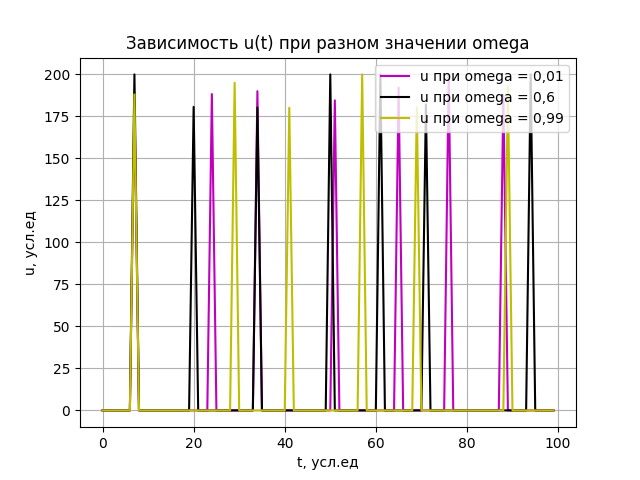 Зависимость u(t) при разном значении omega
u при omega = 0,01
u при omega = 0,6
u при omega = 0,99
200
175
150
125
100
75
50
25
0
u, усл.ед
0 20 40 60 80 100
t, усл.ед